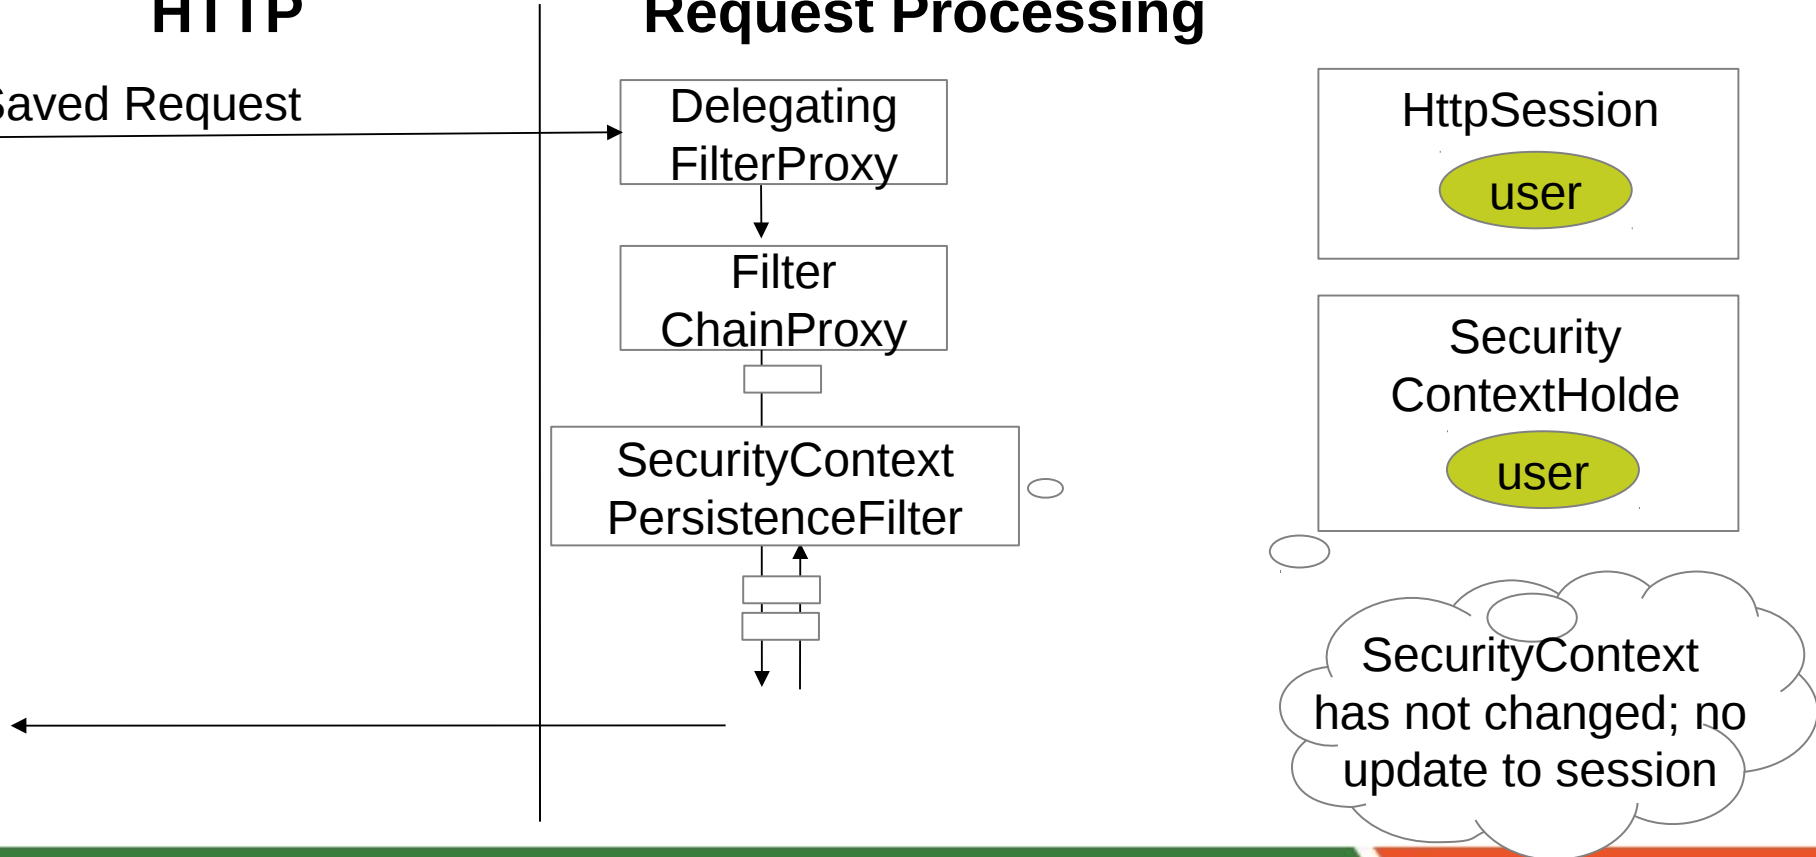 HTTP
Request Processing
Saved Request
Delegating
FilterProxy
Filter
ChainProxy
SecurityContext
PersistenceFilter
HttpSession
user
Security
ContextHolde
user
SecurityContext
has not changed; no
update to session